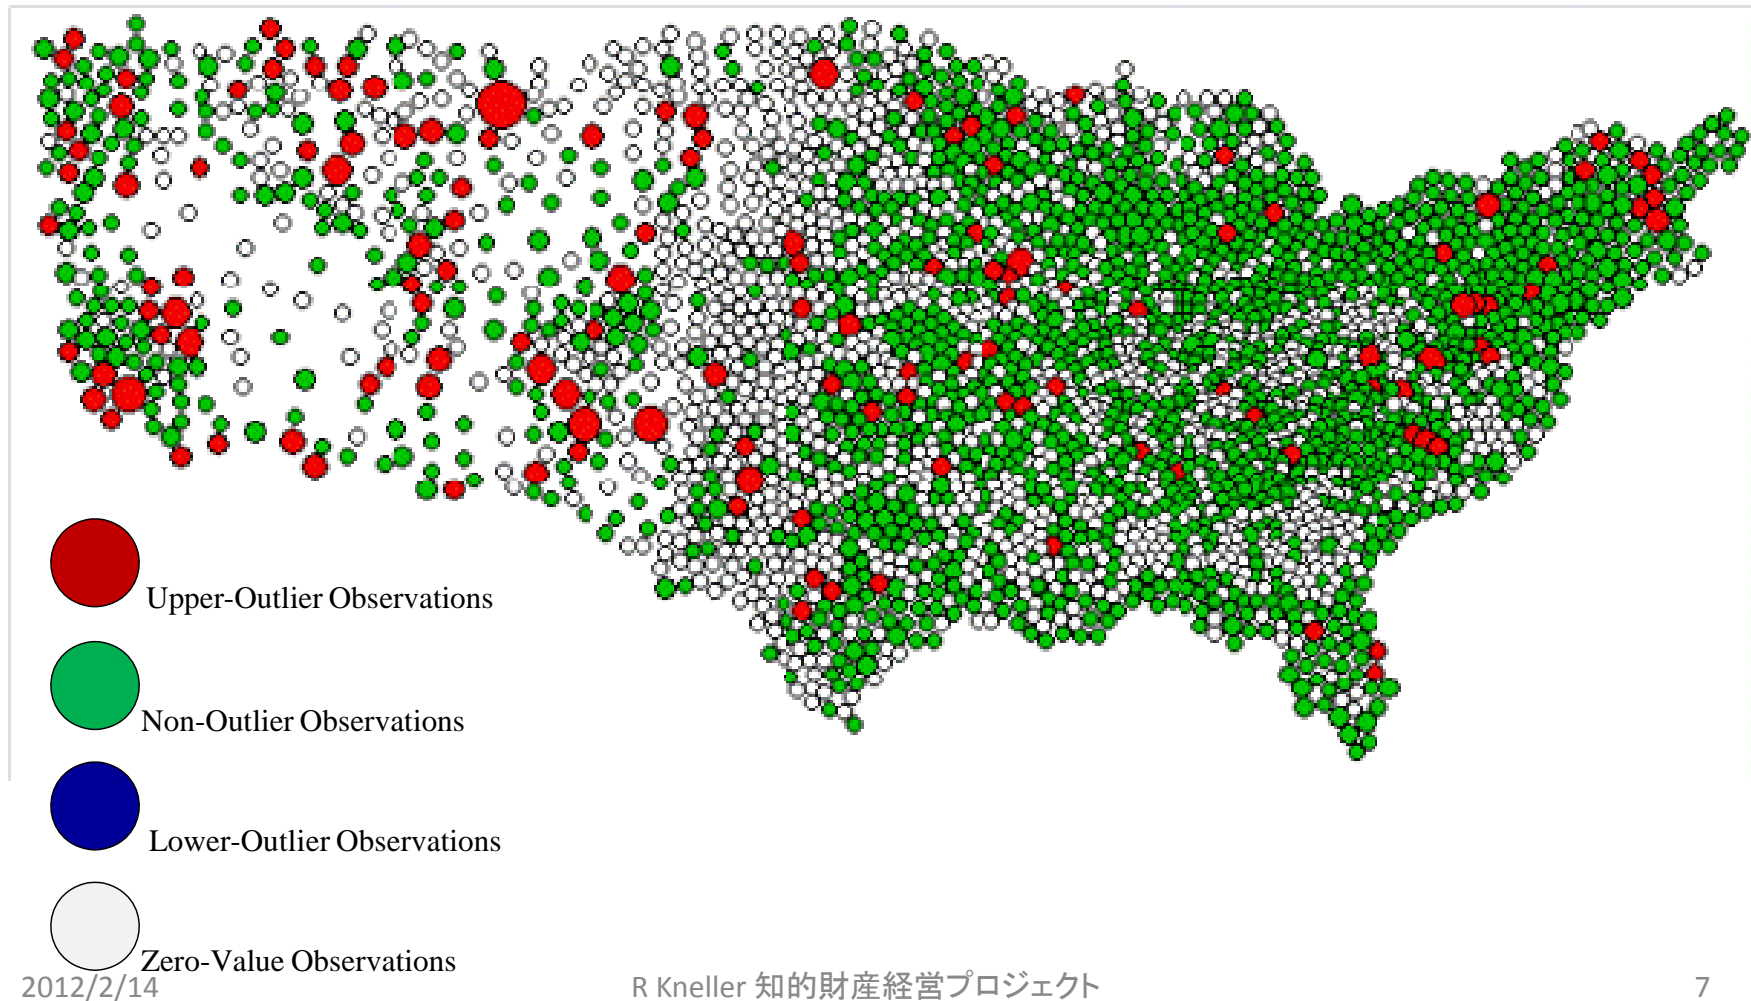 Upper-Outlier Observations
Non-Outlier Observations
Lower-Outlier Observations
Zero-Value Observations
2012/2/14
R Kneller 知的財産経営プロジェクト
7